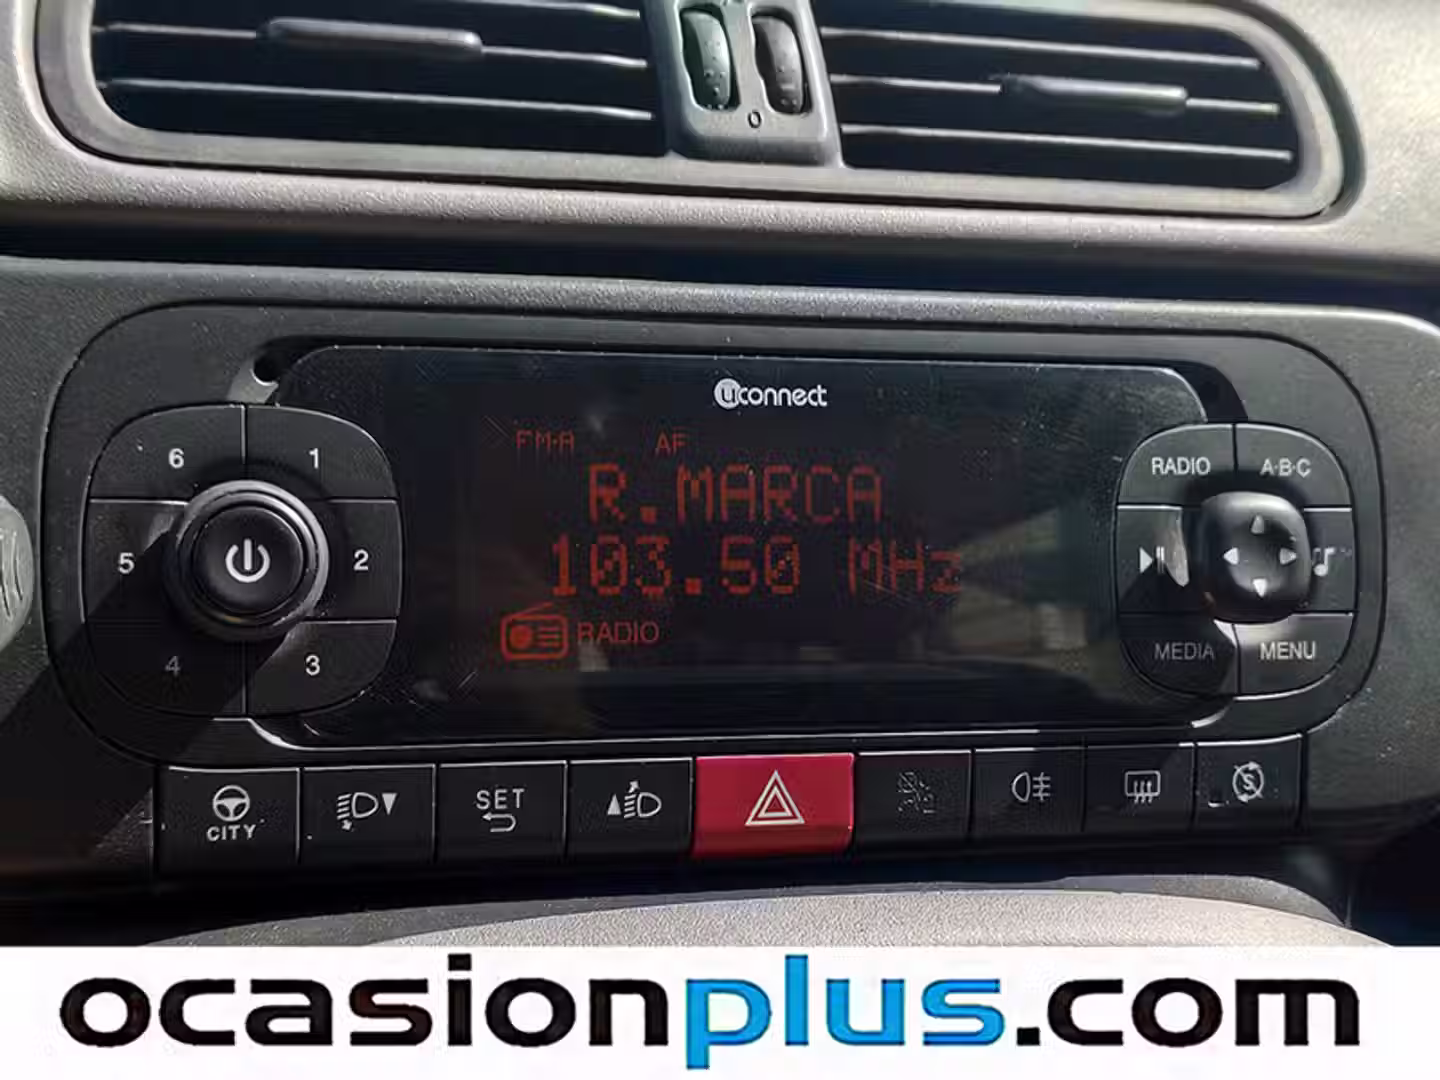 0
uconnect
FM-A AF
R.MARCA
103.50 MHz
RADIO
6 1
5 2
4 3
RADIO A·B·C
MEDIA MENU
CITY
SET
S
ocasionplus.com